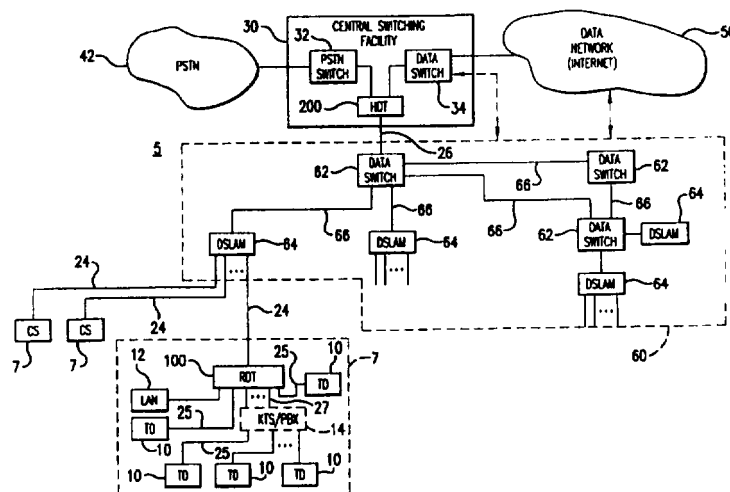 30
32
CENTRAL SWITCHING
FACILITY
50
42
PSTN
PSTN
SWITCH
DATA
SWITCH
DATA
NETWORK
(INTERNET)
200
HDT
34
5
26
62
DATA
SWITCH
66
DATA
SWITCH
62
66
66
66
66
64
DSLAM
64
DSLAM
64
62
DATA
SWITCH
DSLAM
24
24
24
DSLAM
64
CS
CS
7
7
60
12
100
RDT
25
10
TD
7
LAN
27
25
TD
10
25
KTS/PBX
14
10
TD
TD
10
TD
10